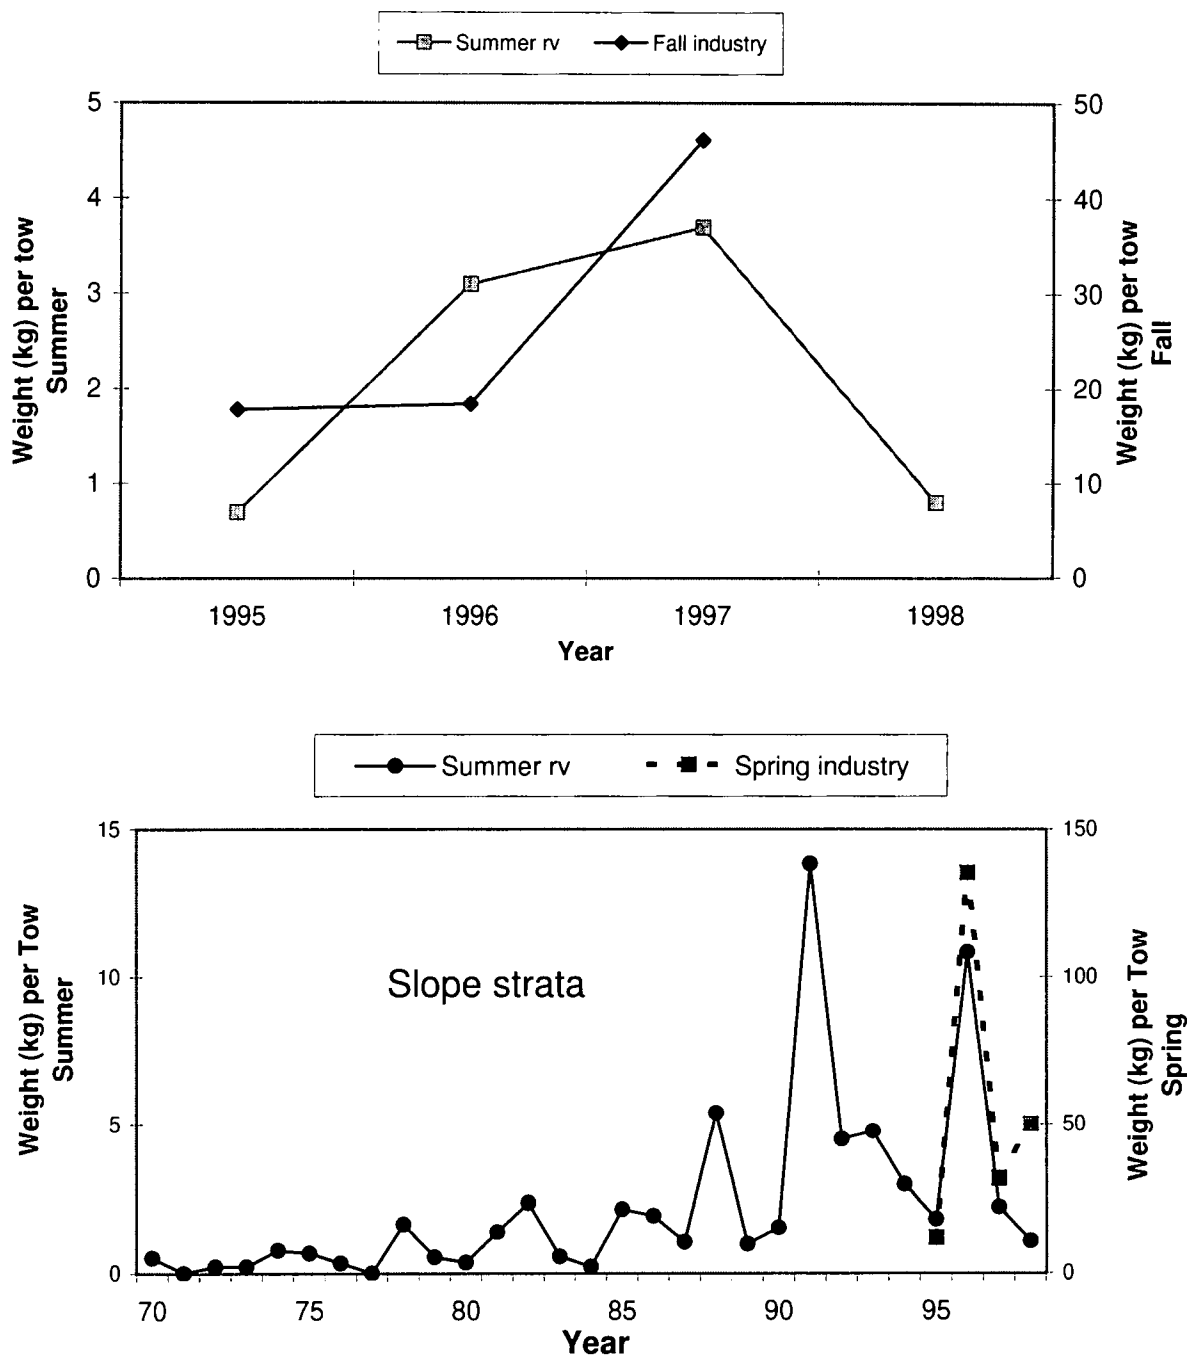 Summer rv Fall industry
5 50
4 40
3 30
2 20
1 10
0 0
Weight (kg) per tow
Summer
Weight (kg) per tow
Fall
1995 1996 1997 1998
Year
Summer rv Spring industry
15 150
10 100
5 50
0 0
Weight (kg) per Tow
Summer
Slope strata
Weight (kg) per Tow
Spring
70 75 80 85 90 95
Year